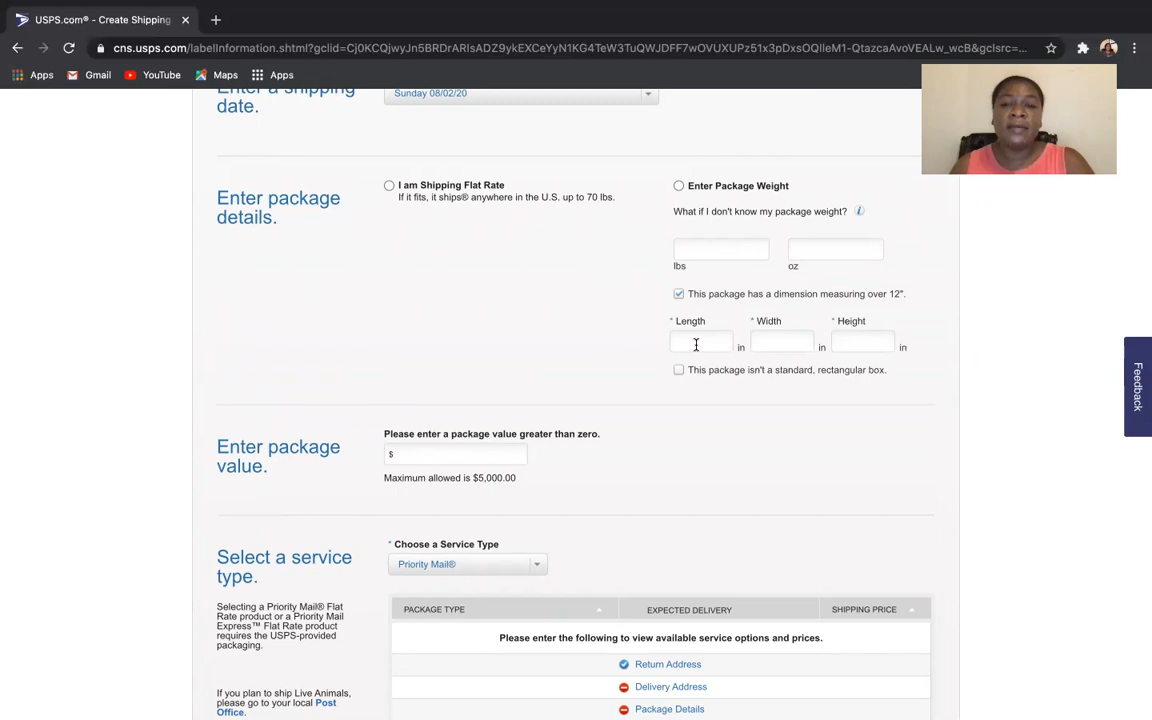 USPS.com® - Create Shipping
cns.usps.com/labelInformation.shtml?gclid=Cj0KCQjwyJn5BRDrARIsADZ9ykEXCeYyN1KG4TeW3TuQWJDFF7wOVUXUPz51x3pDxsOQIleM1-QtazcaAvoVEALw_wcB&gclsrc=...
Apps Gmail YouTube Maps Apps
Enter a shipping
date.
Sunday 08/02/20
Enter package
details.
I am Shipping Flat Rate
If it fits, it ships® anywhere in the U.S. up to 70 lbs.
Enter Package Weight
What if I don't know my package weight? i
lbs oz
This package has a dimension measuring over 12".
* Length * Width * Height
in in in
This package isn't a standard, rectangular box.
Feedback
Enter package
value.
Please enter a package value greater than zero.
$
Maximum allowed is $5,000.00
Select a service
type.
* Choose a Service Type
Priority Mail®
Selecting a Priority Mail® Flat
Rate product or a Priority Mail
Express™ Flat Rate product
requires the USPS-provided
packaging.
If you plan to ship Live Animals,
please go to your local Post
Office.
PACKAGE TYPE EXPECTED DELIVERY SHIPPING PRICE
Please enter the following to view available service options and prices.
Return Address
Delivery Address
Package Details